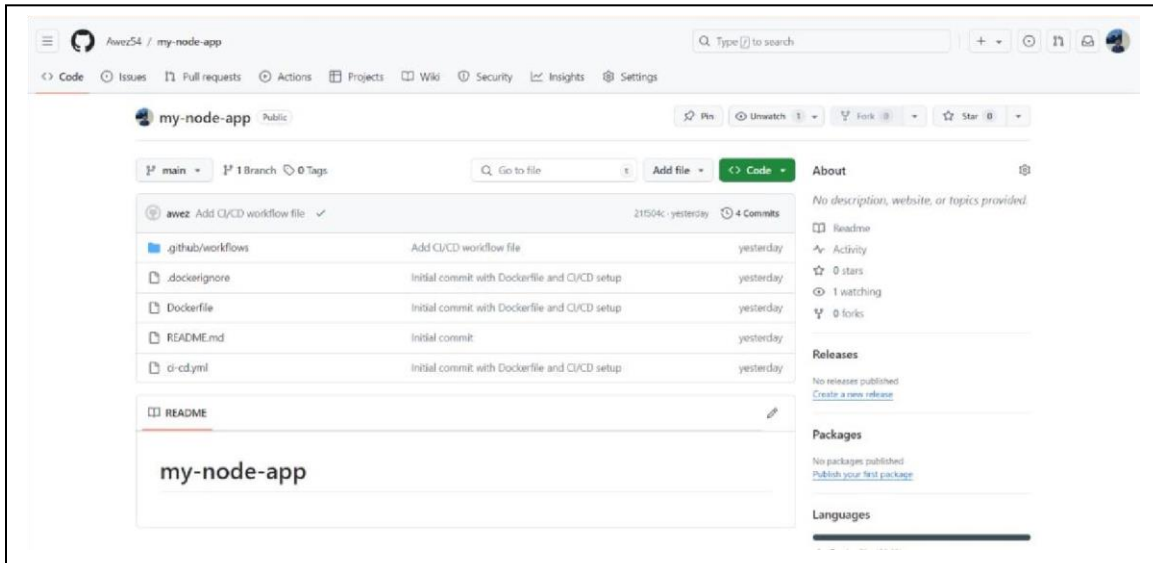 Awez54 / my-node-app
Type / to search
Code
Issues
Pull requests
Actions
Projects
Wiki
Security
Insights
Settings
my-node-app Public
Pin
Unwatch 1
Fork 0
Star 0
main
1 Branch
0 Tags
Go to file t
Add file
Code
awez Add CI/CD workflow file
21f504c · yesterday
4 Commits
.github/workflows Add CI/CD workflow file yesterday
.dockerignore Initial commit with Dockerfile and CI/CD setup yesterday
Dockerfile Initial commit with Dockerfile and CI/CD setup yesterday
README.md Initial commit yesterday
ci-cd.yml Initial commit with Dockerfile and CI/CD setup yesterday
README
my-node-app
About
No description, website, or topics provided.
Readme
Activity
0 stars
1 watching
0 forks
Releases
No releases published
Create a new release
Packages
No packages published
Publish your first package
Languages